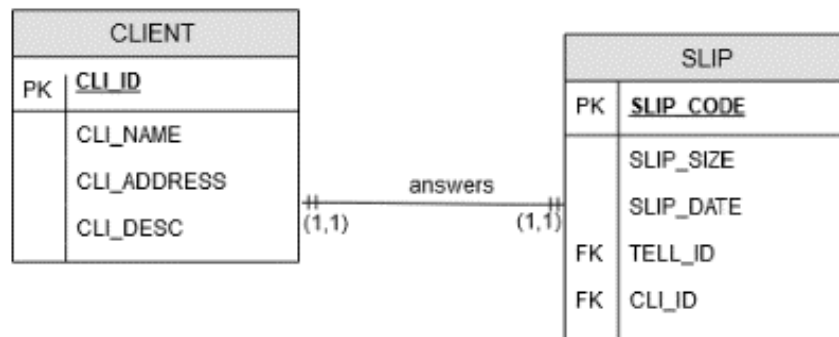 CLIENT
PK CLI_ID
CLI_NAME
CLI_ADDRESS
CLI_DESC
answers
(1,1)
(1,1)
SLIP
PK SLIP_CODE
SLIP_SIZE
SLIP_DATE
FK TELL_ID
FK CLI_ID